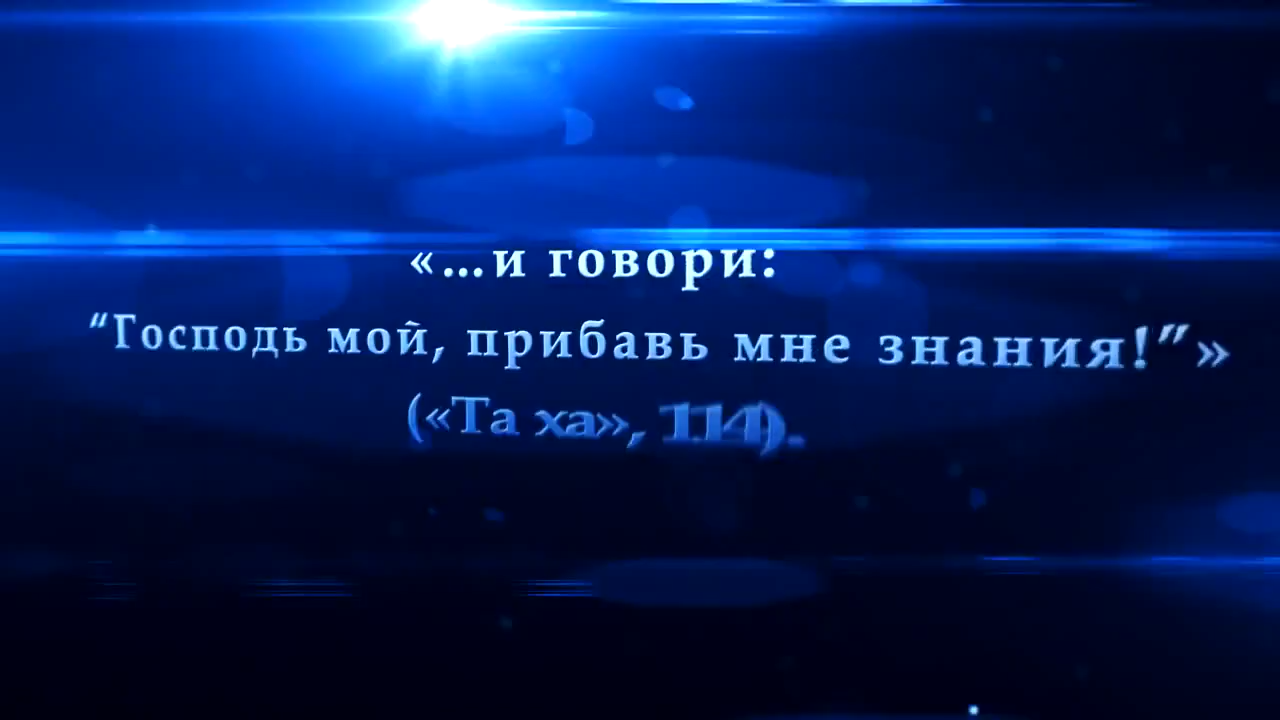 «...и говори:
“Господь мой, прибавь мне знания!”»
(«Та ха», 114).